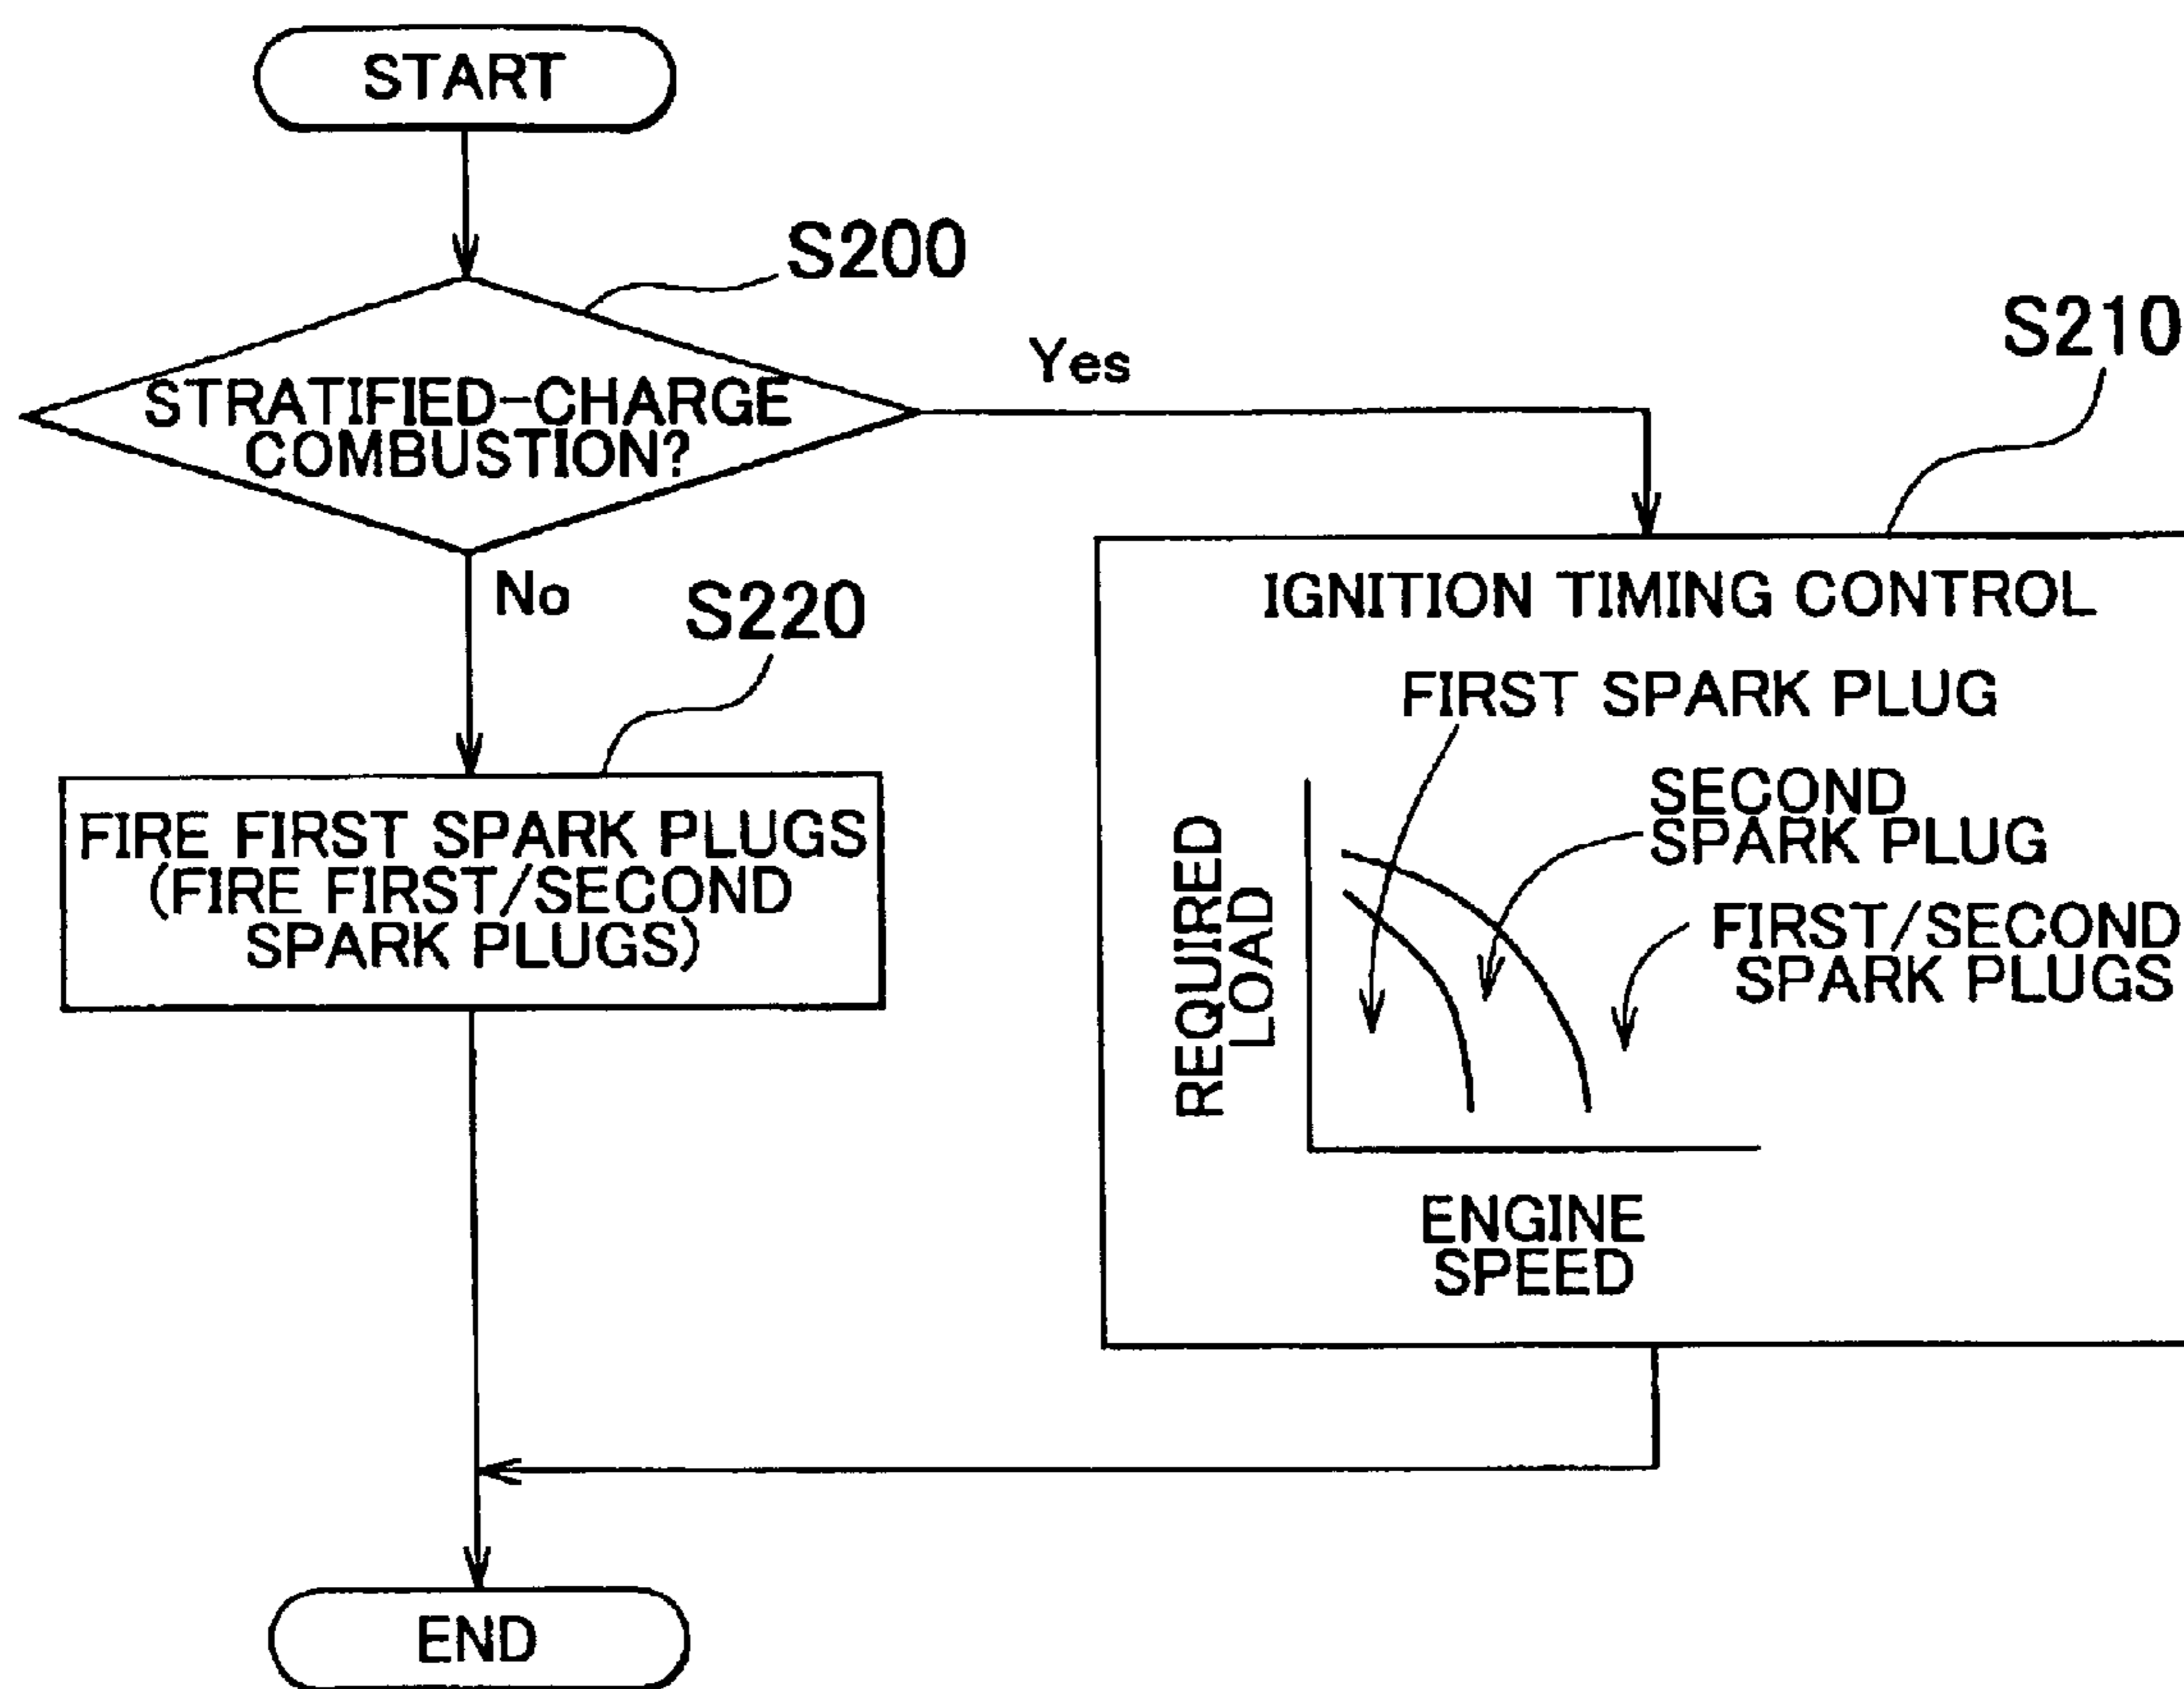 START
S200
STRATIFIED-CHARGE
COMBUSTION?
Yes
No
S210
S220
FIRE FIRST SPARK PLUGS
(FIRE FIRST/SECOND
SPARK PLUGS)
IGNITION TIMING CONTROL
FIRST SPARK PLUG
SECOND
SPARK PLUG
FIRST/SECOND
SPARK PLUGS
REQUIRED
LOAD
ENGINE
SPEED
END